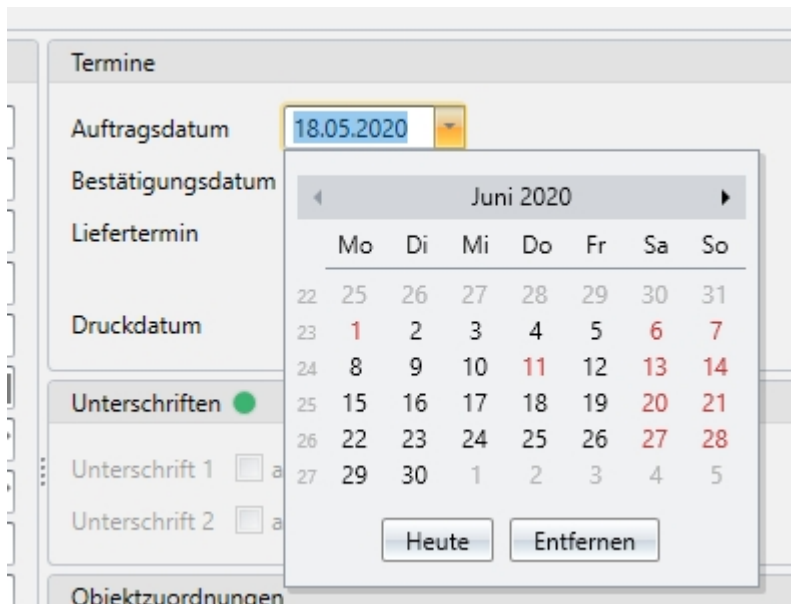 Termine
Auftragsdatum 18.05.2020
Bestätigungsdatum
Juni 2020
Liefertermin
Mo Di Mi Do Fr Sa So
22 25 26 27 28 29 30 31
Druckdatum
23 1 2 3 4 5 6 7
24 8 9 10 11 12 13 14
Unterschriften
25 15 16 17 18 19 20 21
26 22 23 24 25 26 27 28
Unterschrift 1 a
27 29 30 1 2 3 4 5
Unterschrift 2 a
Heute Entfernen
Objektzuordnungen